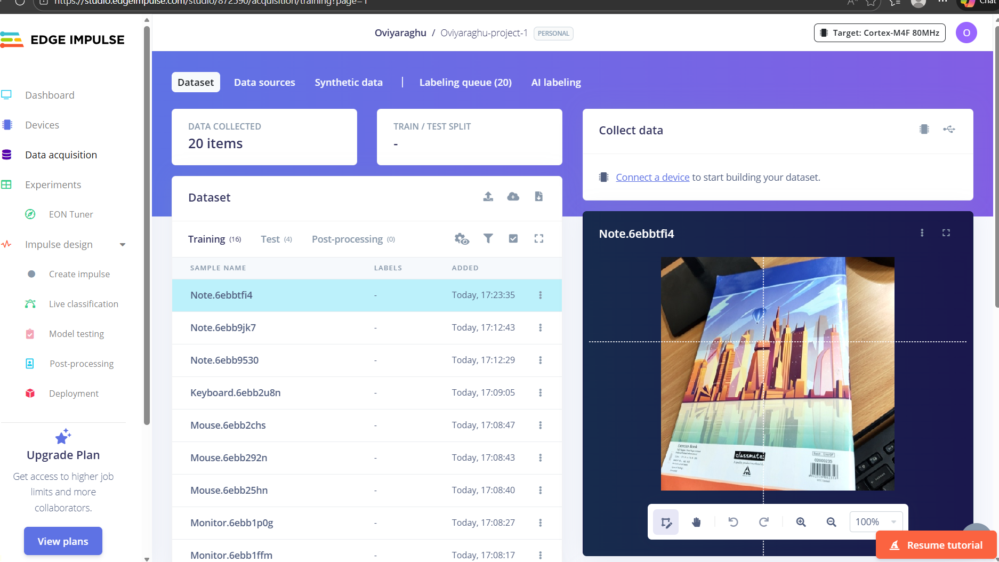 https://studio.edgeimpulse.com/studio/872590/acquisition/training?page=1
Chat
EDGE IMPULSE
Oviyaraghu / Oviyaraghu-project-1 PERSONAL
Target: Cortex-M4F 80MHz
O
Dashboard
Devices
Data acquisition
Experiments
EON Tuner
Impulse design
Create impulse
Live classification
Model testing
Post-processing
Deployment
Upgrade Plan
Get access to higher job
limits and more
collaborators.
View plans
Dataset Data sources Synthetic data | Labeling queue (20) AI labeling
DATA COLLECTED
20 items
TRAIN / TEST SPLIT
-
Dataset
Training (16) Test (4) Post-processing (0)
SAMPLE NAME LABELS ADDED
Note.6ebbtfi4 - Today, 17:23:35
Note.6ebb9jk7 - Today, 17:12:43
Note.6ebb9530 - Today, 17:12:29
Keyboard.6ebb2u8n - Today, 17:09:05
Mouse.6ebb2chs - Today, 17:08:47
Mouse.6ebb292n - Today, 17:08:43
Mouse.6ebb25hn - Today, 17:08:40
Monitor.6ebb1p0g - Today, 17:08:27
Monitor.6ebb1ffm - Today, 17:08:17
Collect data
Connect a device to start building your dataset.
Note.6ebbtfi4
Exercise Book
classmate
02000235
100%
Resume tutorial